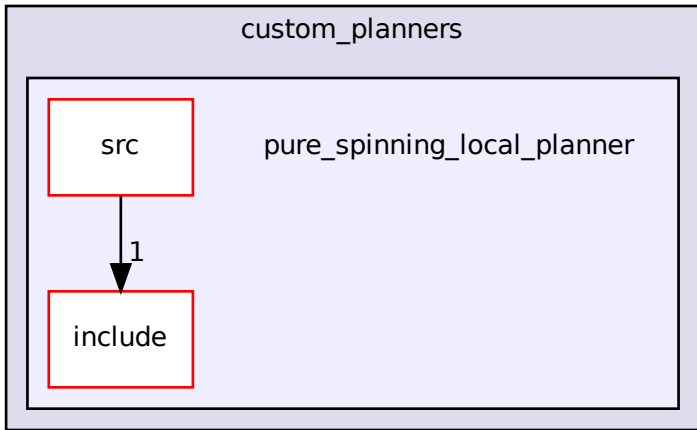 custom_planners
src
pure_spinning_local_planner
1
include